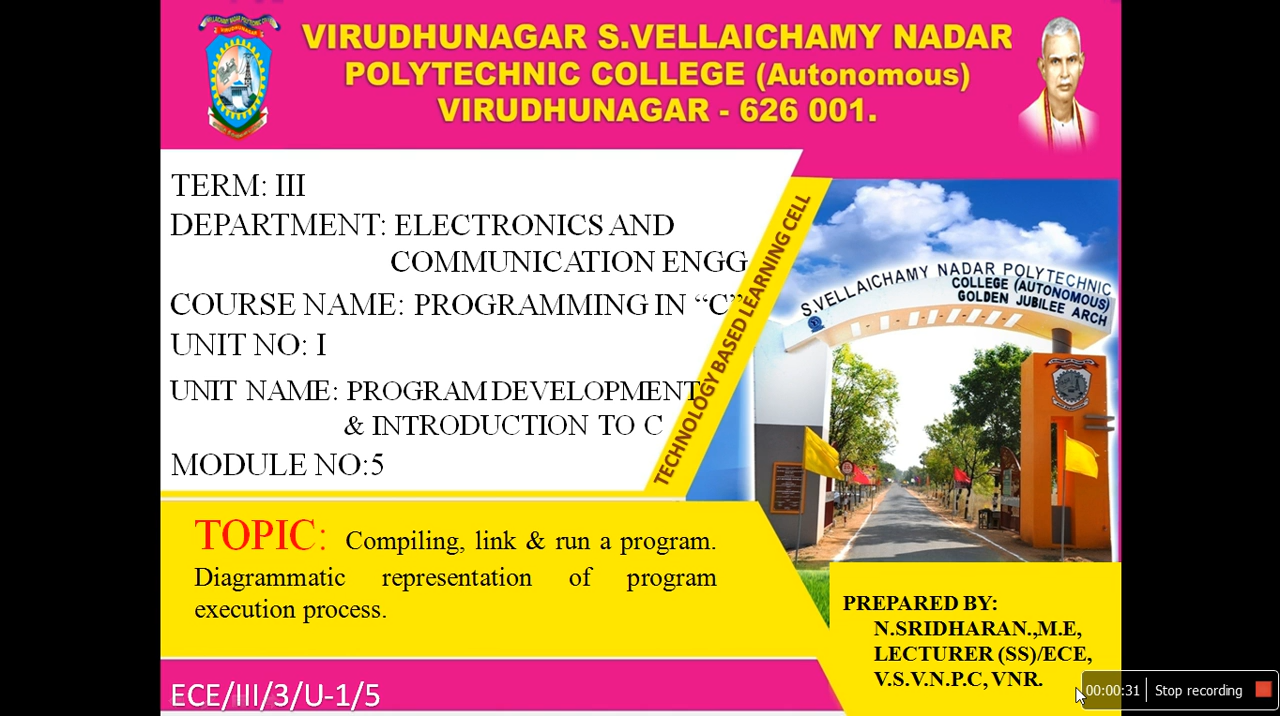 VIRUDHUNAGAR S.VELLAICHAMY NADAR
POLYTECHNIC COLLEGE (Autonomous)
VIRUDHUNAGAR - 626 001.
TERM: III
DEPARTMENT: ELECTRONICS AND
COMMUNICATION ENGG
COURSE NAME: PROGRAMMING IN “C”
UNIT NO: I
UNIT NAME: PROGRAM DEVELOPMENT
& INTRODUCTION TO C
MODULE NO:5
TECHNOLOGY BASED LEARNING CELL
S.VELLAICHAMY NADAR POLYTECHNIC
COLLEGE (AUTONOMOUS)
GOLDEN JUBILEE ARCH
TOPIC: Compiling, link & run a program.
Diagrammatic representation of program
execution process.
PREPARED BY:
N.SRIDHARAN.,M.E,
LECTURER (SS)/ECE,
V.S.V.N.P.C, VNR.
ECE/III/3/U-1/5
00:00:31 Stop recording